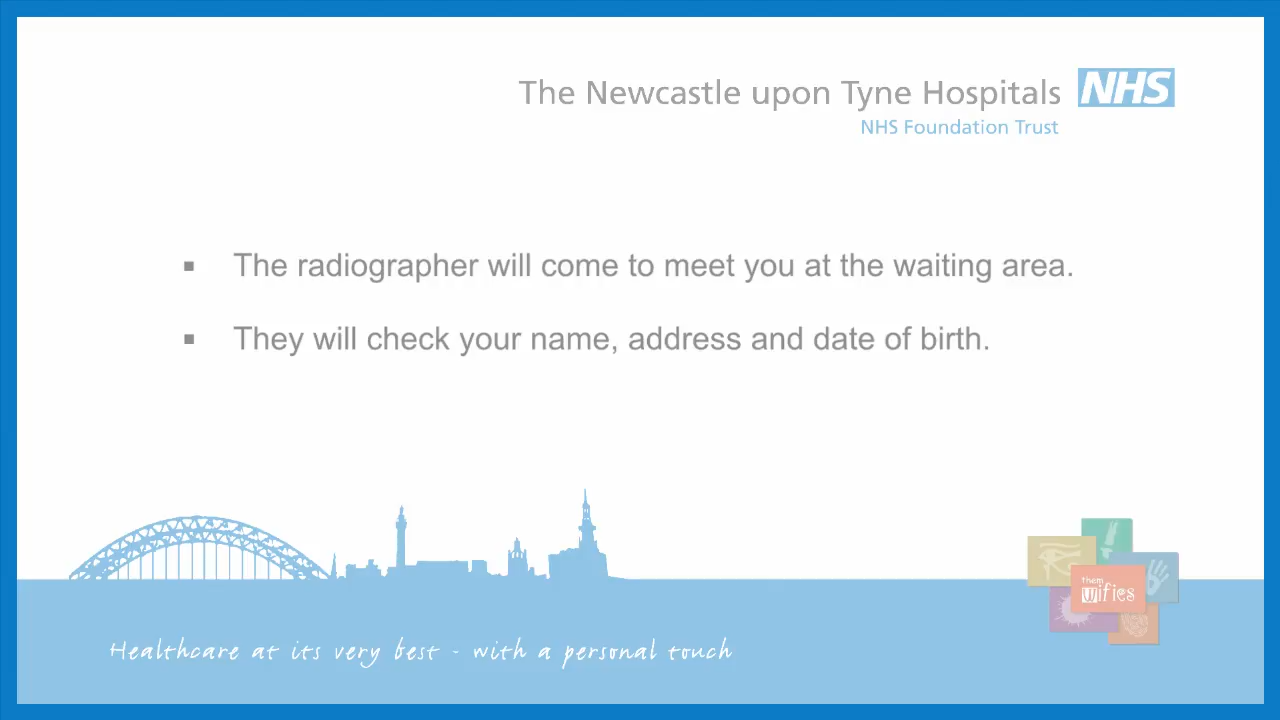 The Newcastle upon Tyne Hospitals NHS
NHS Foundation Trust
▪ The radiographer will come to meet you at the waiting area.
▪ They will check your name, address and date of birth.
them
wifies
Healthcare at its very best - with a personal touch